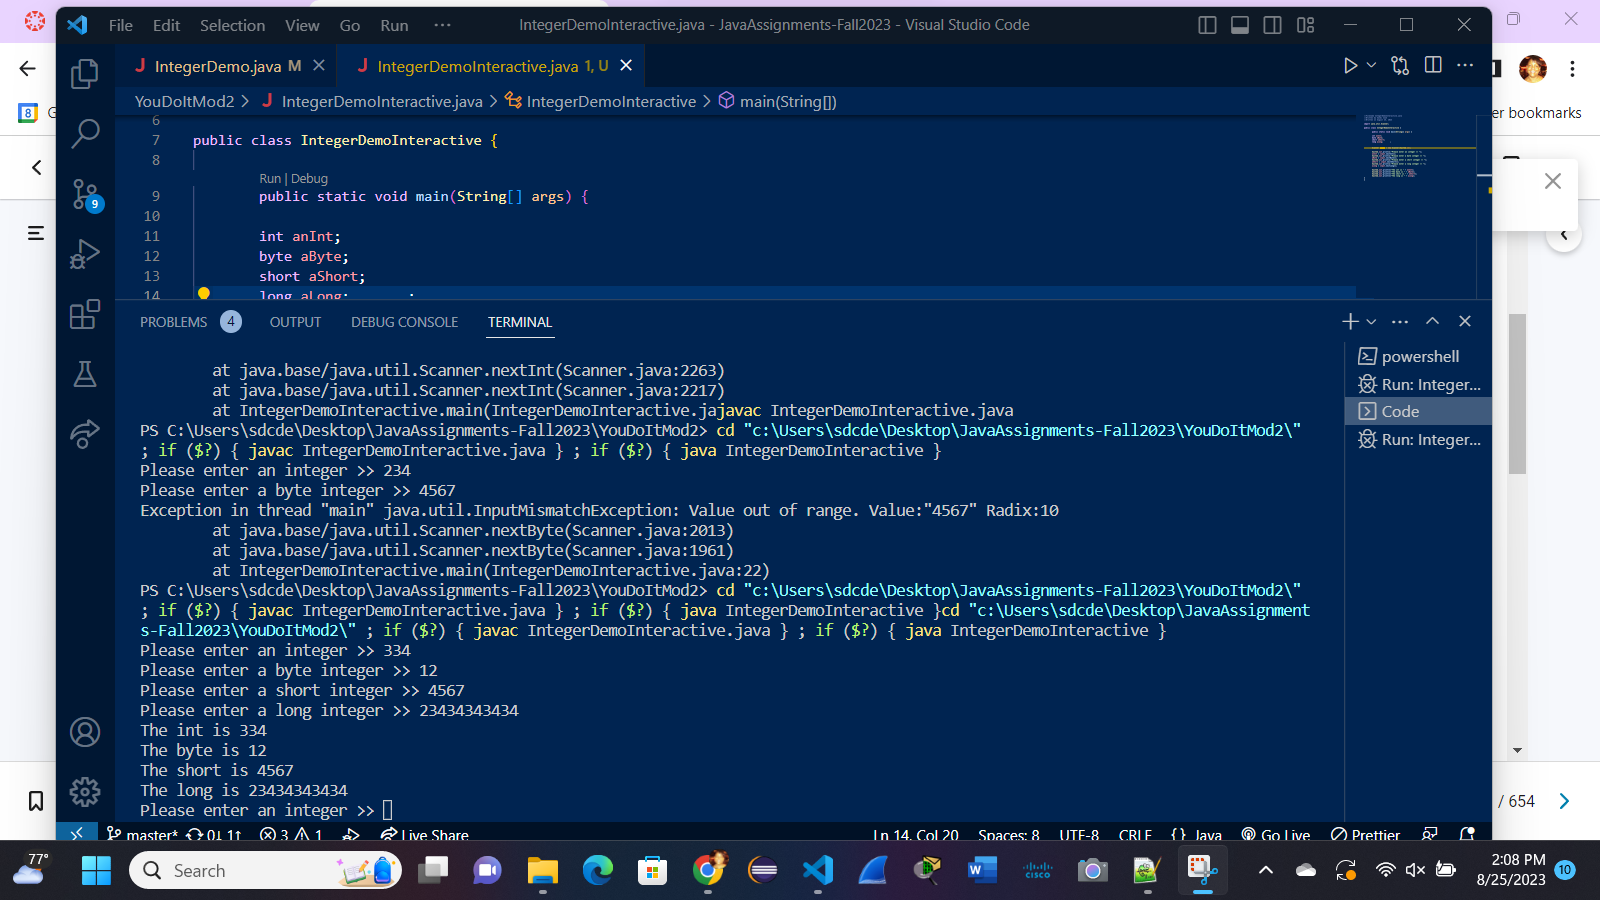 File Edit Selection View Go Run ··· IntegerDemoInteractive.java - JavaAssignments-Fall2023 - Visual Studio Code
J IntegerDemo.java M J IntegerDemoInteractive.java 1, U
YouDoItMod2 > J IntegerDemoInteractive.java > IntegerDemoInteractive > main(String[])
8 er bookmarks
6
7 public class IntegerDemoInteractive {
8
Run | Debug
9 public static void main(String[] args) {
10
11 int anInt;
12 byte aByte;
13 short aShort;
14 long aLong; ;
9
PROBLEMS 4 OUTPUT DEBUG CONSOLE TERMINAL
at java.base/java.util.Scanner.nextInt(Scanner.java:2263)
at java.base/java.util.Scanner.nextInt(Scanner.java:2217)
at IntegerDemoInteractive.main(IntegerDemoInteractive.jajavac IntegerDemoInteractive.java
PS C:\Users\sdcde\Desktop\JavaAssignments-Fall2023\YouDoItMod2> cd "c:\Users\sdcde\Desktop\JavaAssignments-Fall2023\YouDoItMod2\"
; if ($?) { javac IntegerDemoInteractive.java } ; if ($?) { java IntegerDemoInteractive }
Please enter an integer >> 234
Please enter a byte integer >> 4567
Exception in thread "main" java.util.InputMismatchException: Value out of range. Value:"4567" Radix:10
at java.base/java.util.Scanner.nextByte(Scanner.java:2013)
at java.base/java.util.Scanner.nextByte(Scanner.java:1961)
at IntegerDemoInteractive.main(IntegerDemoInteractive.java:22)
PS C:\Users\sdcde\Desktop\JavaAssignments-Fall2023\YouDoItMod2> cd "c:\Users\sdcde\Desktop\JavaAssignments-Fall2023\YouDoItMod2\"
; if ($?) { javac IntegerDemoInteractive.java } ; if ($?) { java IntegerDemoInteractive }cd "c:\Users\sdcde\Desktop\JavaAssignment
s-Fall2023\YouDoItMod2\" ; if ($?) { javac IntegerDemoInteractive.java } ; if ($?) { java IntegerDemoInteractive }
Please enter an integer >> 334
Please enter a byte integer >> 12
Please enter a short integer >> 4567
Please enter a long integer >> 23434343434
The int is 334
The byte is 12
The short is 4567
The long is 23434343434
Please enter an integer >>
powershell
Run: Integer...
Code
Run: Integer...
/ 654
master* 0↓ 1↑ 3 1 Live Share Ln 14, Col 20 Spaces: 8 UTF-8 CRLF {} Java Go Live Prettier
77° Search 2:08 PM
8/25/2023 10
W
CISCO